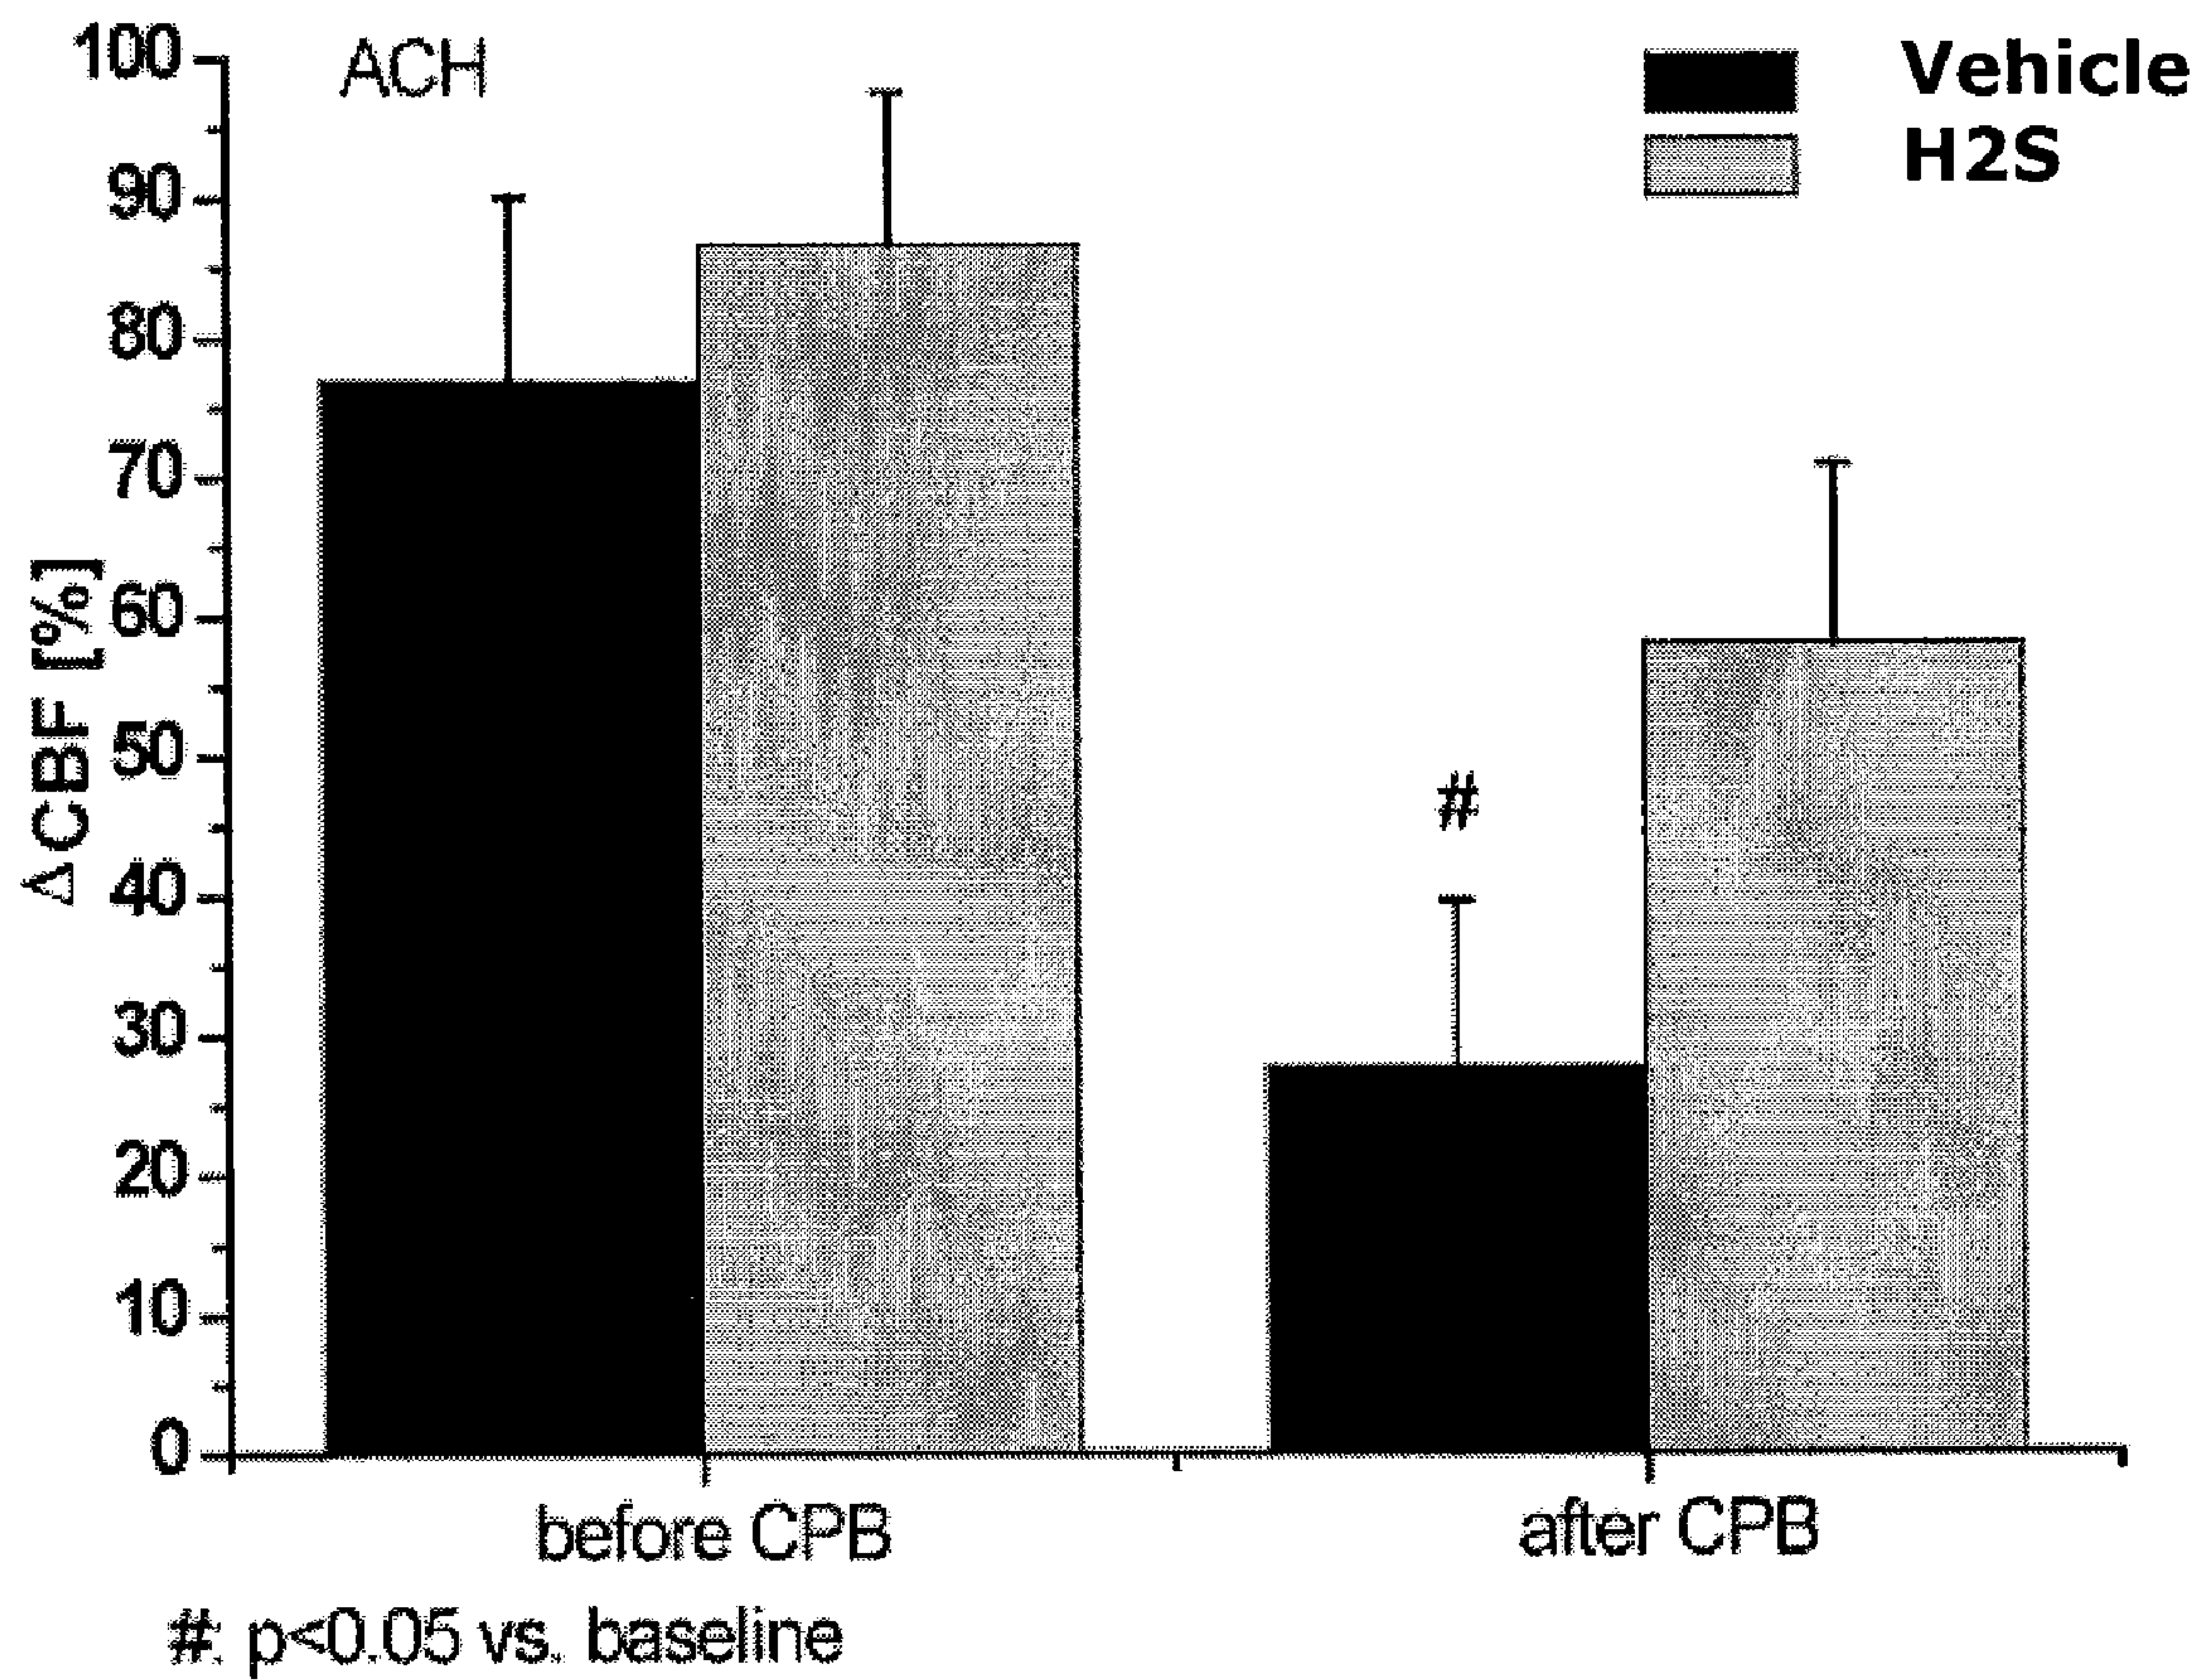 ACH
Vehicle
H2S
ΔCBF [%]
100
90
80
70
60
50
40
30
20
10
0
#
before CPB
after CPB
#: p<0.05 vs. baseline